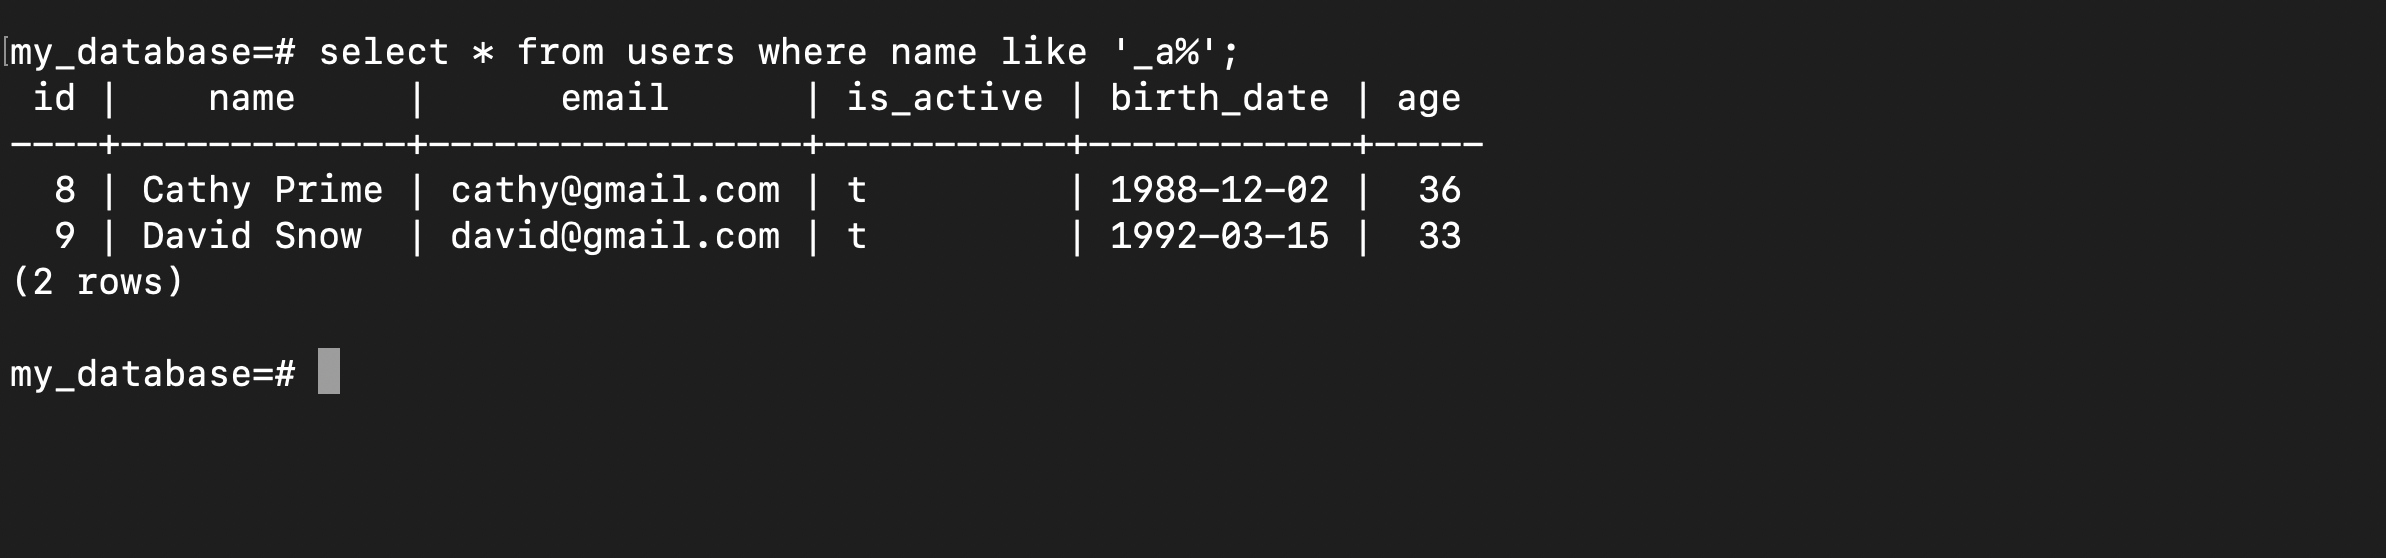 my_database=# select * from users where name like '_a%';
 id |    name     |      email      | is_active | birth_date | age
----+-------------+-----------------+-----------+------------+-----
  8 | Cathy Prime | cathy@gmail.com | t         | 1988-12-02 |  36
  9 | David Snow  | david@gmail.com | t         | 1992-03-15 |  33
(2 rows)
my_database=#